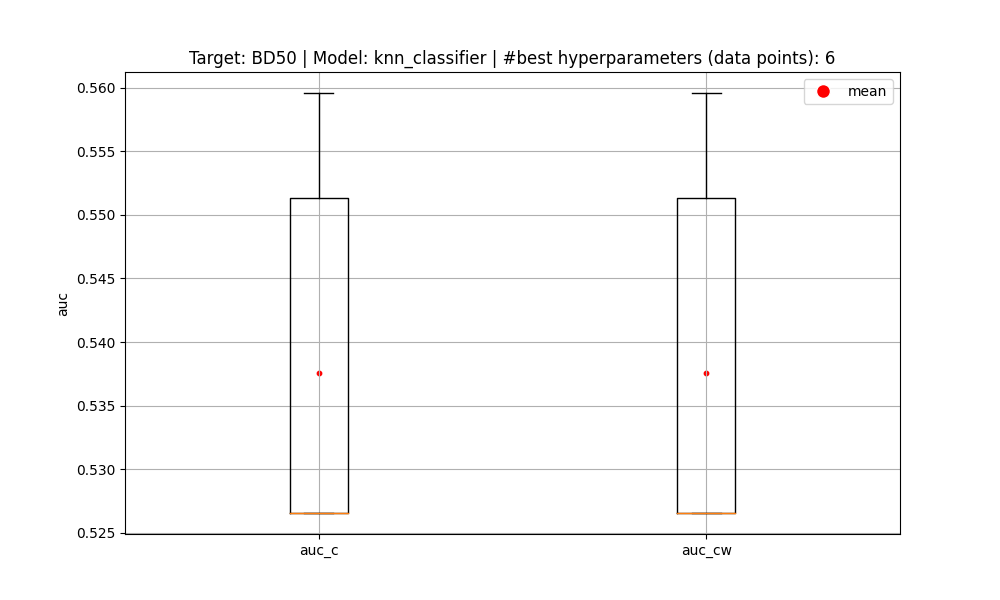 Target: BD50 | Model: knn_classifier | #best hyperparameters (data points): 6
mean
0.560
0.555
0.550
0.545
0.540
0.535
0.530
0.525
auc
auc_c
auc_cw